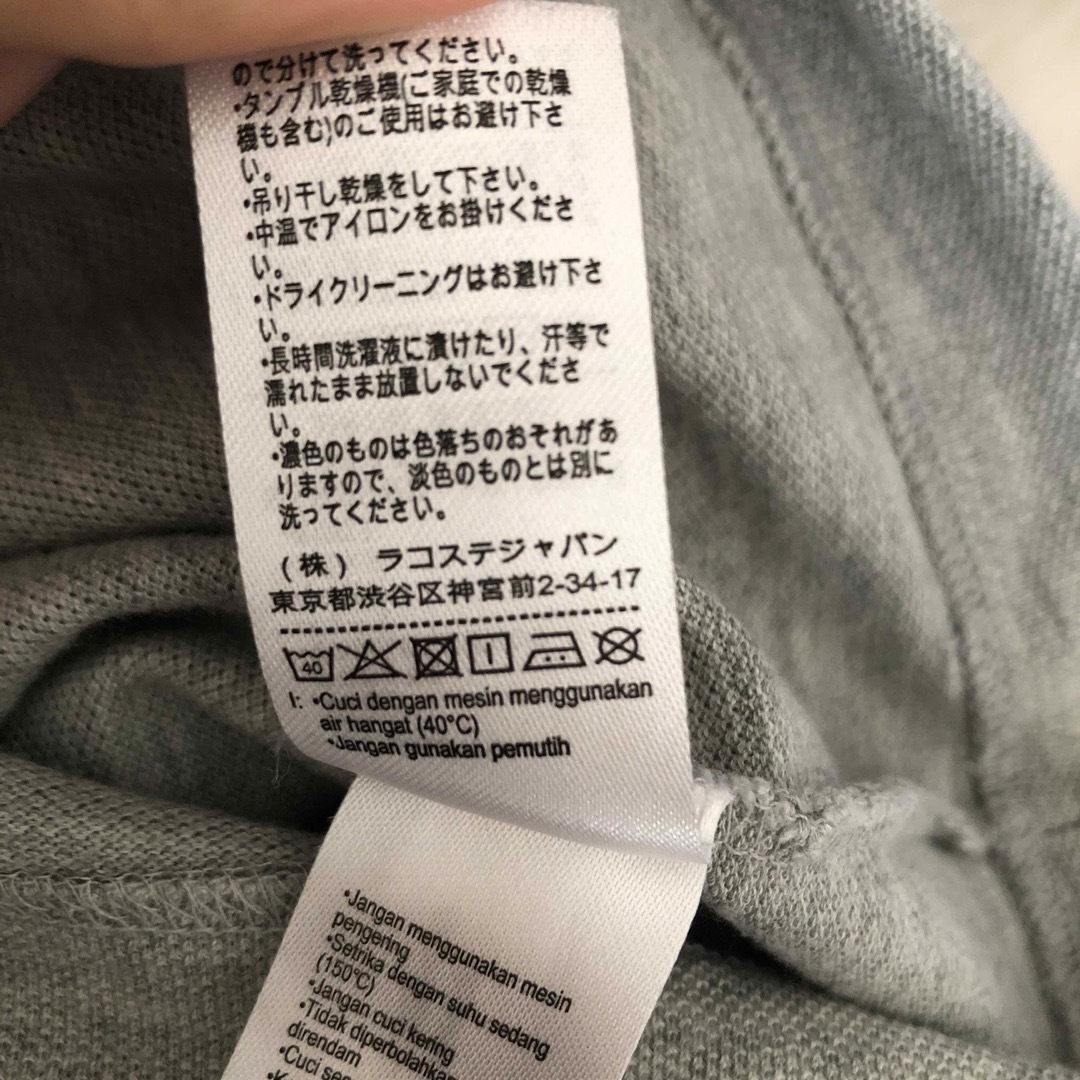 ので分けて洗ってください。
•タンブル乾燥機(ご家庭での乾燥
機も含む)のご使用はお避け下さ
い。
•吊り干し乾燥をして下さい。
•中温でアイロンをお掛けくださ
い。
•ドライクリーニングはお避け下さ
い。
•長時間洗濯液に漬けたり、汗等で
濡れたまま放置しないでくださ
い。
•濃色のものは色落ちのおそれがあ
りますので、淡色のものとは別に
洗ってください。
(株) ラコステジャパン
東京都渋谷区神宮前2-34-17
40
I: •Cuci dengan mesin menggunakan
air hangat (40°C)
•Jangan gunakan pemutih
•Jangan menggunakan mesin
pengering
•Setrika dengan suhu sedang
(150°C)
•Jangan cuci kering
•Tidak diperbolehkan
direndam
•Cuci